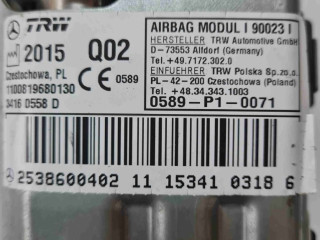 TRW
2015 Q02
Czestochowa, PL
1100819680130
3416 0558 D
CE 0589
AIRBAG MODUL I 90023 I
HERSTELLER TRW Automotive GmbH
D-73553 Alfdorf (Germany)
Tel.+49.7172.302.0
EINFUEHRER TRW Polska Sp.zo.o.
PL-42-200 Czestochowa (Poland)
Tel.+48.34.343.1003
0589-P1-0071
2538600402 11 15341 0318 6